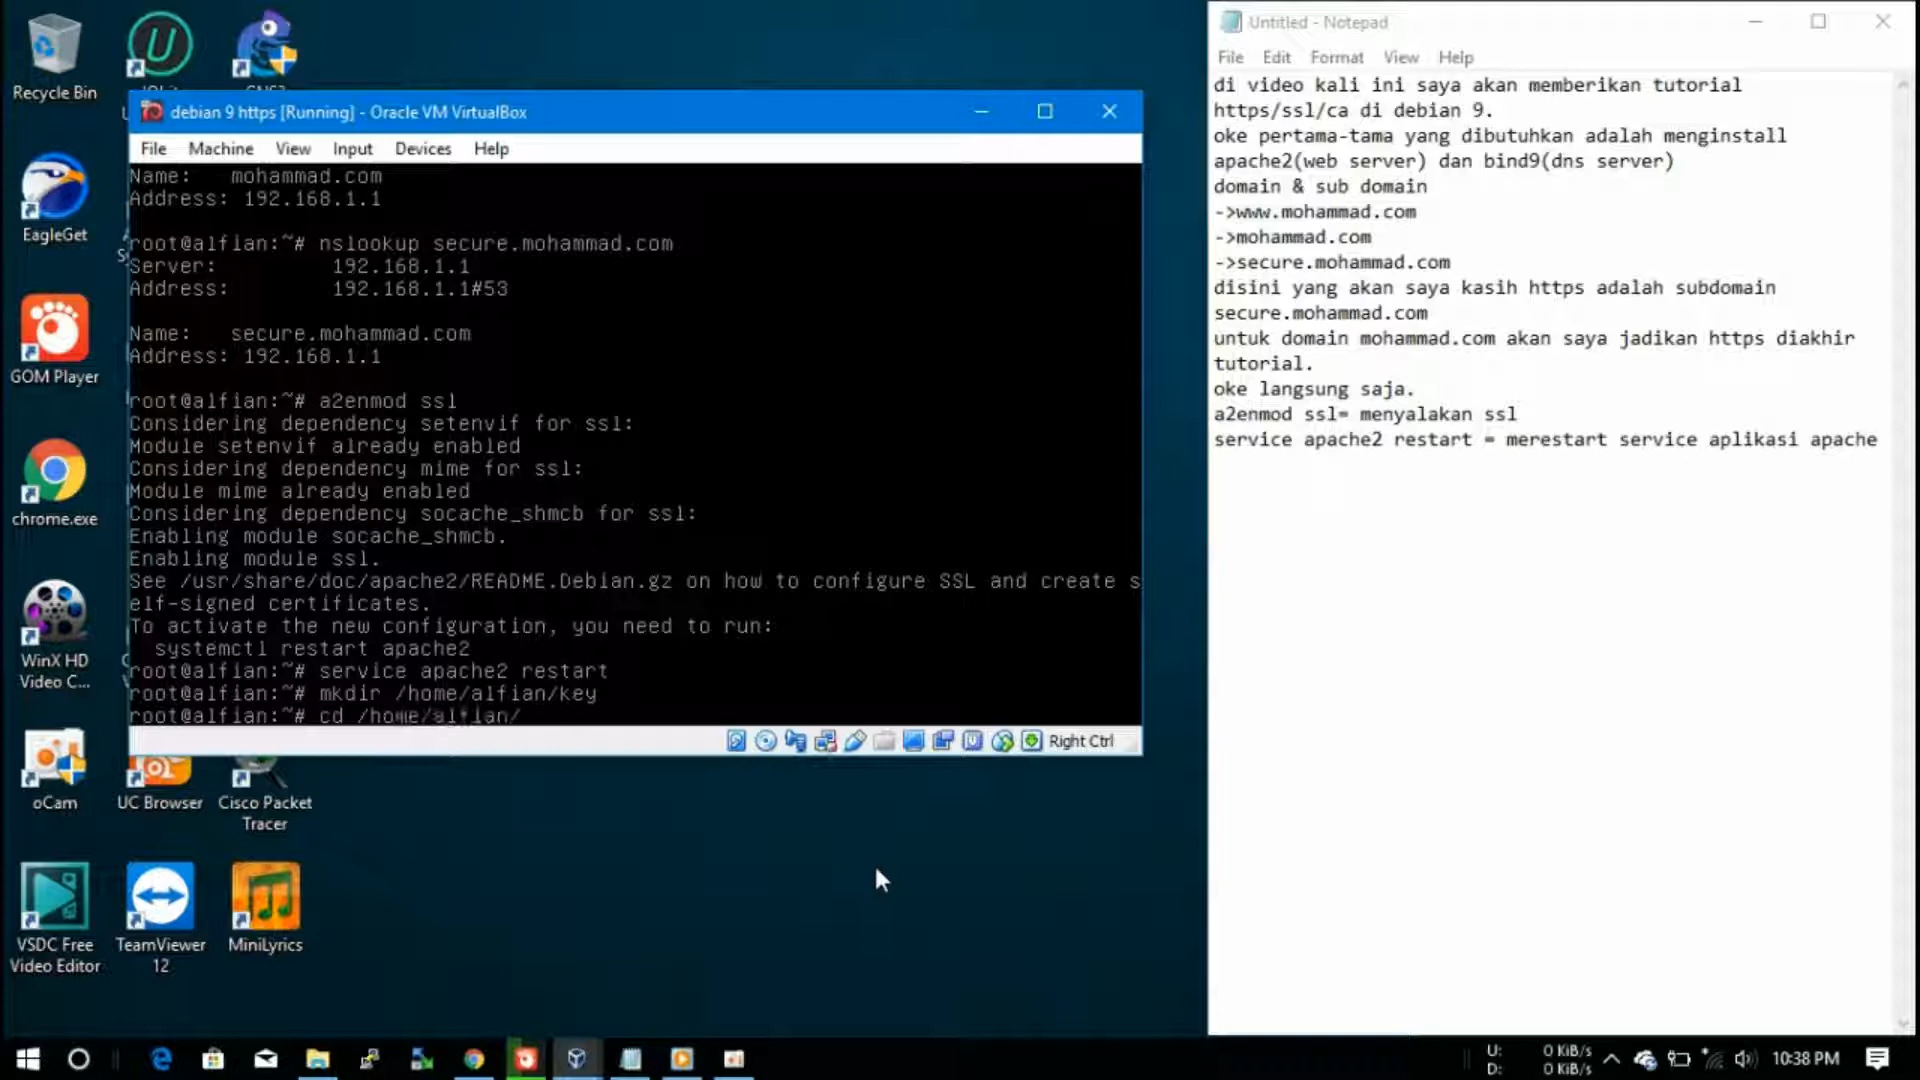 Recycle Bin
EagleGet
GOM Player
chrome.exe
WinX HD
Video C...
oCam
UC Browser
Cisco Packet
Tracer
VSDC Free
Video Editor
TeamViewer
12
MiniLyrics
debian 9 https [Running] - Oracle VM VirtualBox
File Machine View Input Devices Help
Name: mohammad.com
Address: 192.168.1.1
root@alfian:~# nslookup secure.mohammad.com
Server: 192.168.1.1
Address: 192.168.1.1#53
Name: secure.mohammad.com
Address: 192.168.1.1
root@alfian:~# a2enmod ssl
Considering dependency setenvif for ssl:
Module setenvif already enabled
Considering dependency mime for ssl:
Module mime already enabled
Considering dependency socache_shmcb for ssl:
Enabling module socache_shmcb.
Enabling module ssl.
See /usr/share/doc/apache2/README.Debian.gz on how to configure SSL and create s
elf-signed certificates.
To activate the new configuration, you need to run:
systemctl restart apache2
root@alfian:~# service apache2 restart
root@alfian:~# mkdir /home/alfian/key
root@alfian:~# cd /home/alfian/
Right Ctrl
Untitled - Notepad
File Edit Format View Help
di video kali ini saya akan memberikan tutorial
https/ssl/ca di debian 9.
oke pertama-tama yang dibutuhkan adalah menginstall
apache2(web server) dan bind9(dns server)
domain & sub domain
->www.mohammad.com
->mohammad.com
->secure.mohammad.com
disini yang akan saya kasih https adalah subdomain
secure.mohammad.com
untuk domain mohammad.com akan saya jadikan https diakhir
tutorial.
oke langsung saja.
a2enmod ssl= menyalakan ssl
service apache2 restart = merestart service aplikasi apache
U: 0 KiB/s
D: 0 KiB/s
10:38 PM